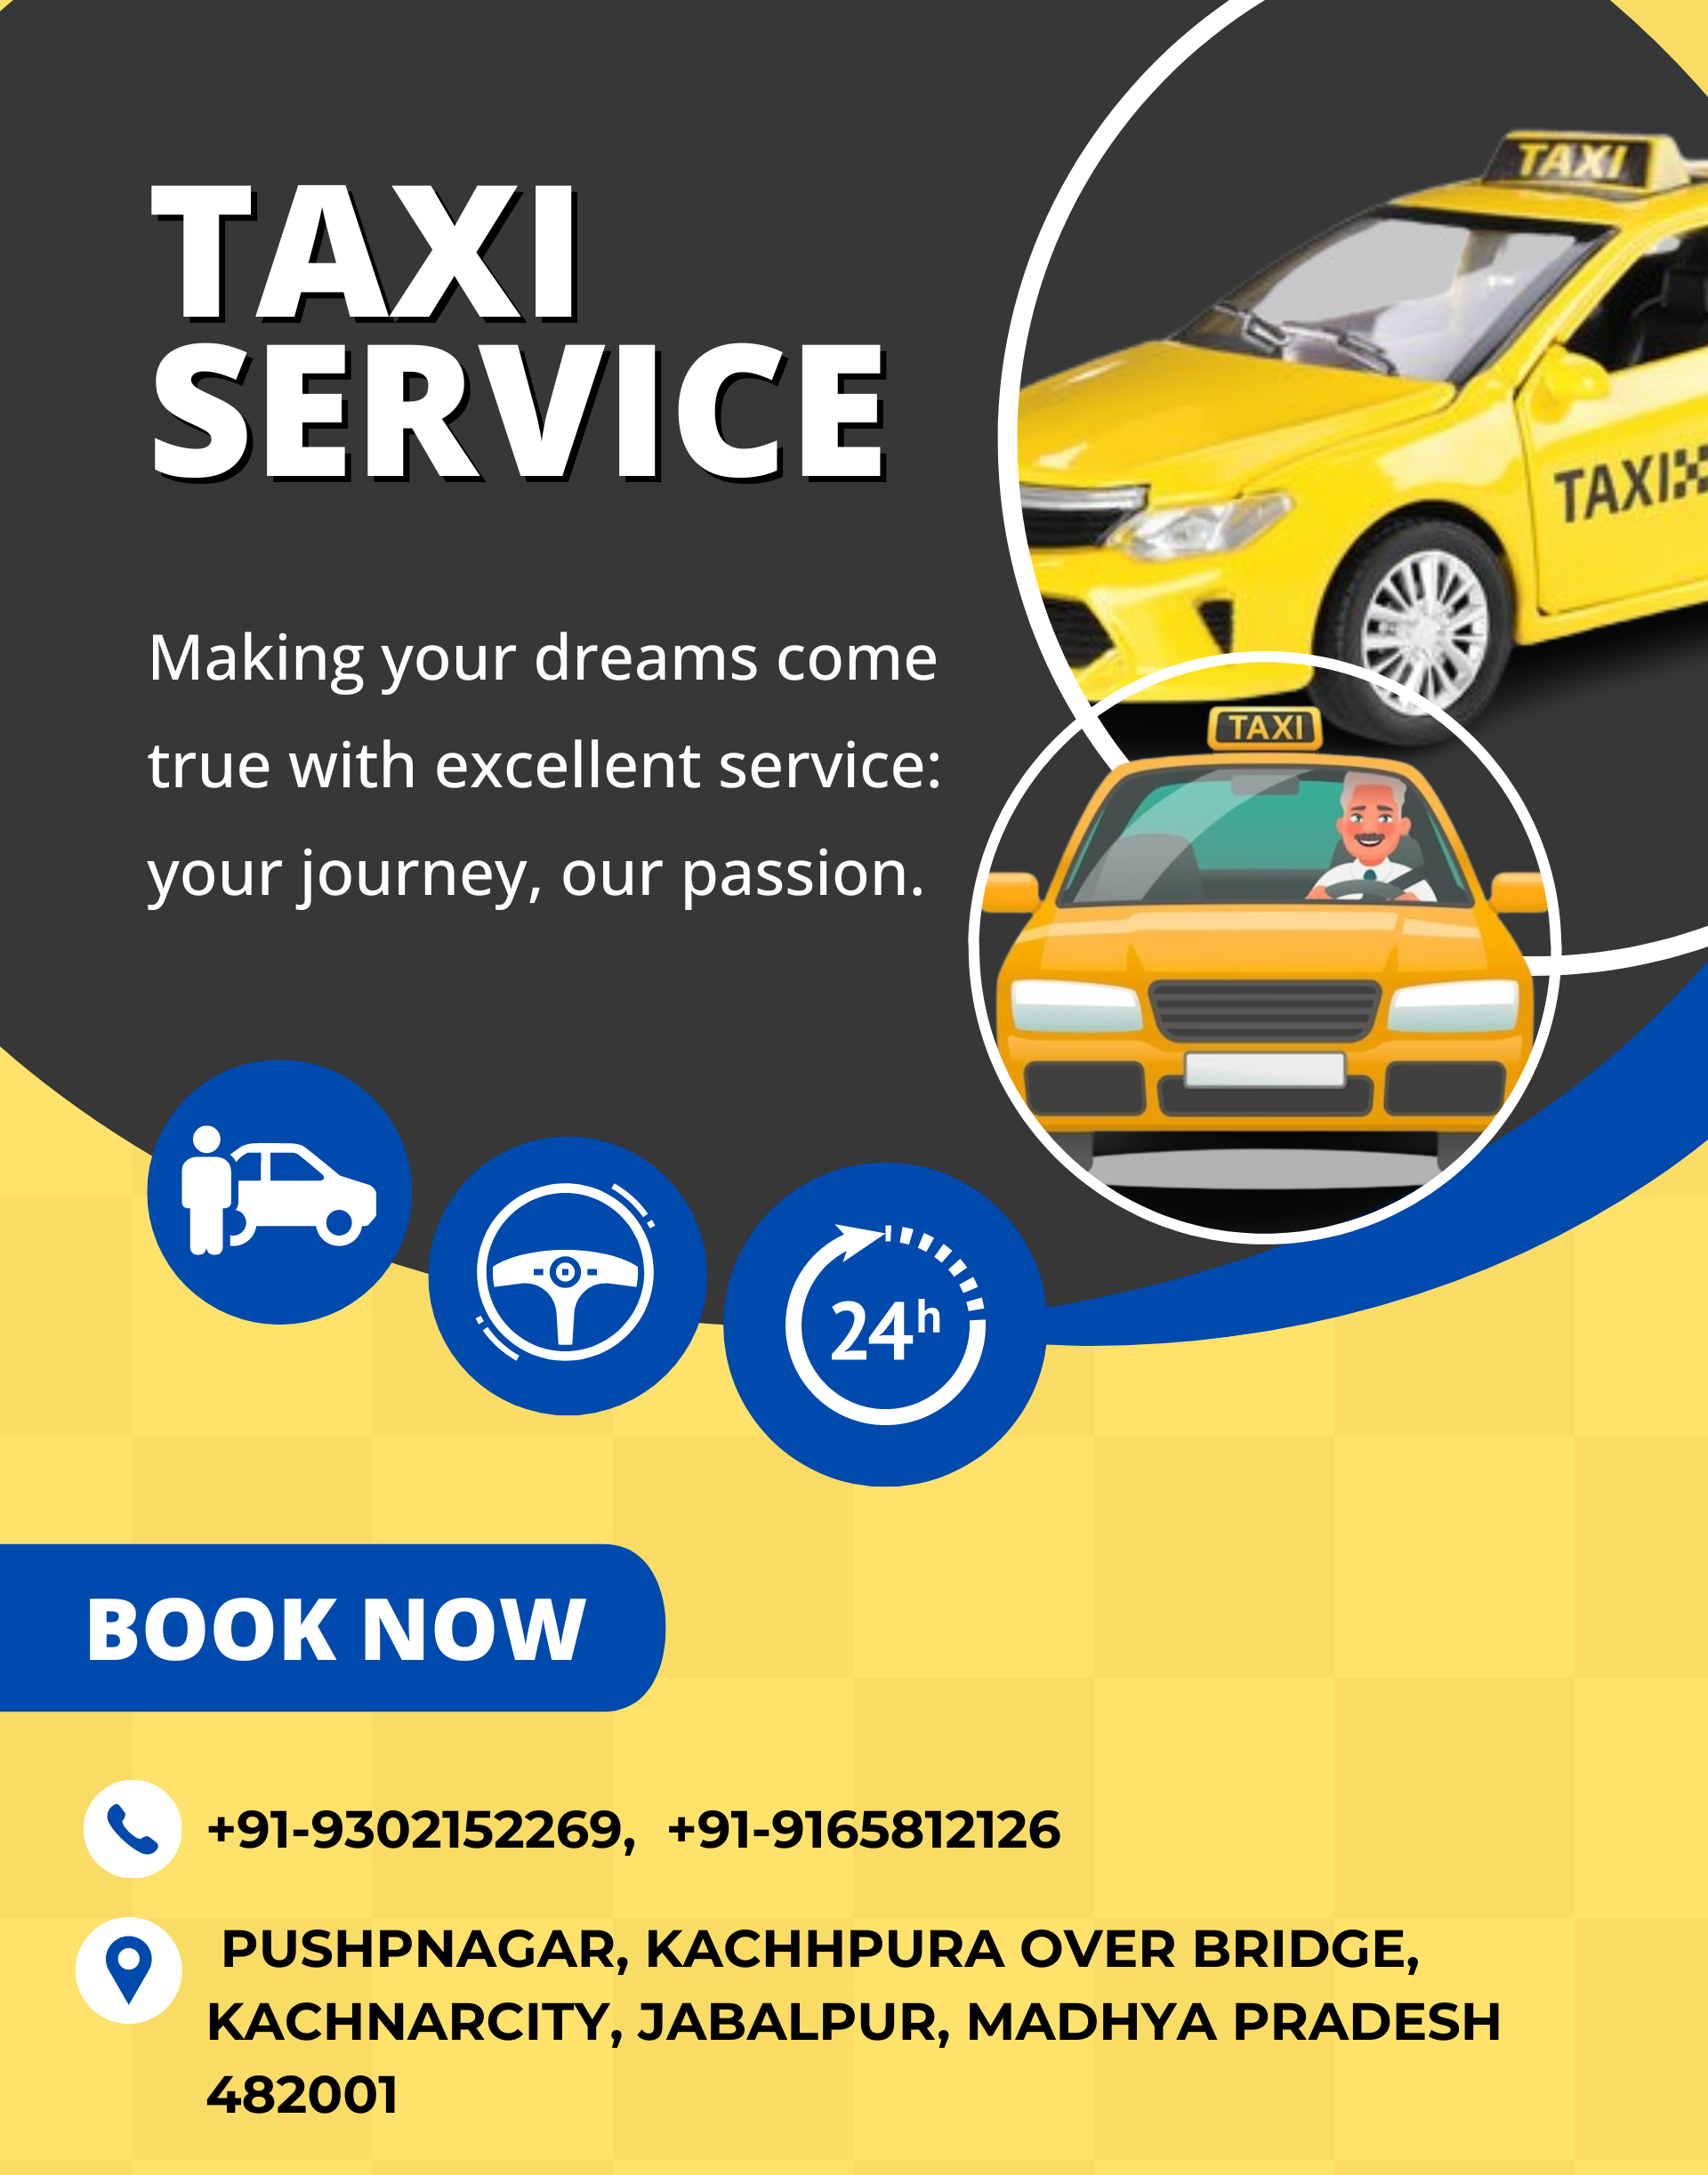 TAXI
SERVICE
TAXI
TAXI
Making your dreams come
true with excellent service:
your journey, our passion.
TAXI
24h
BOOK NOW
+91-9302152269, +91-9165812126
PUSHPNAGAR, KACHHPURA OVER BRIDGE,
KACHNARCITY, JABALPUR, MADHYA PRADESH
482001